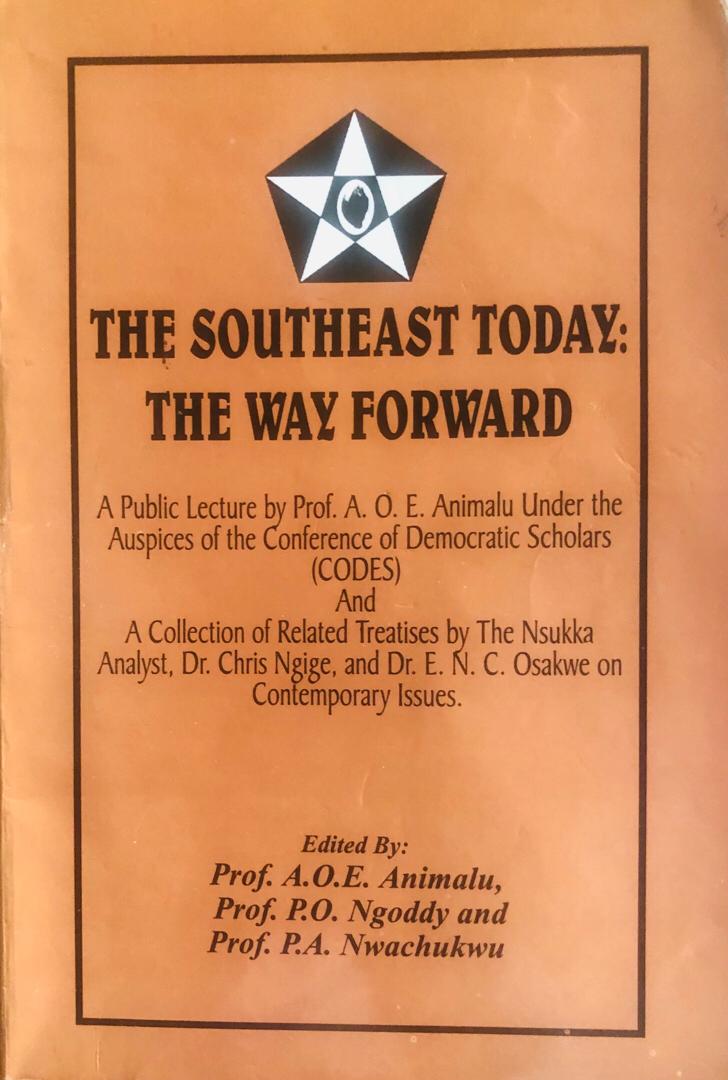 THE SOUTHEAST TODAY:
THE WAY FORWARD
A Public Lecture by Prof. A. O. E. Animalu Under the
Auspices of the Conference of Democratic Scholars
(CODES)
And
A Collection of Related Treatises by The Nsukka
Analyst, Dr. Chris Ngige, and Dr. E. N. C. Osakwe on
Contemporary Issues.
Edited By:
Prof. A.O.E. Animalu,
Prof. P.O. Ngoddy and
Prof. P.A. Nwachukwu